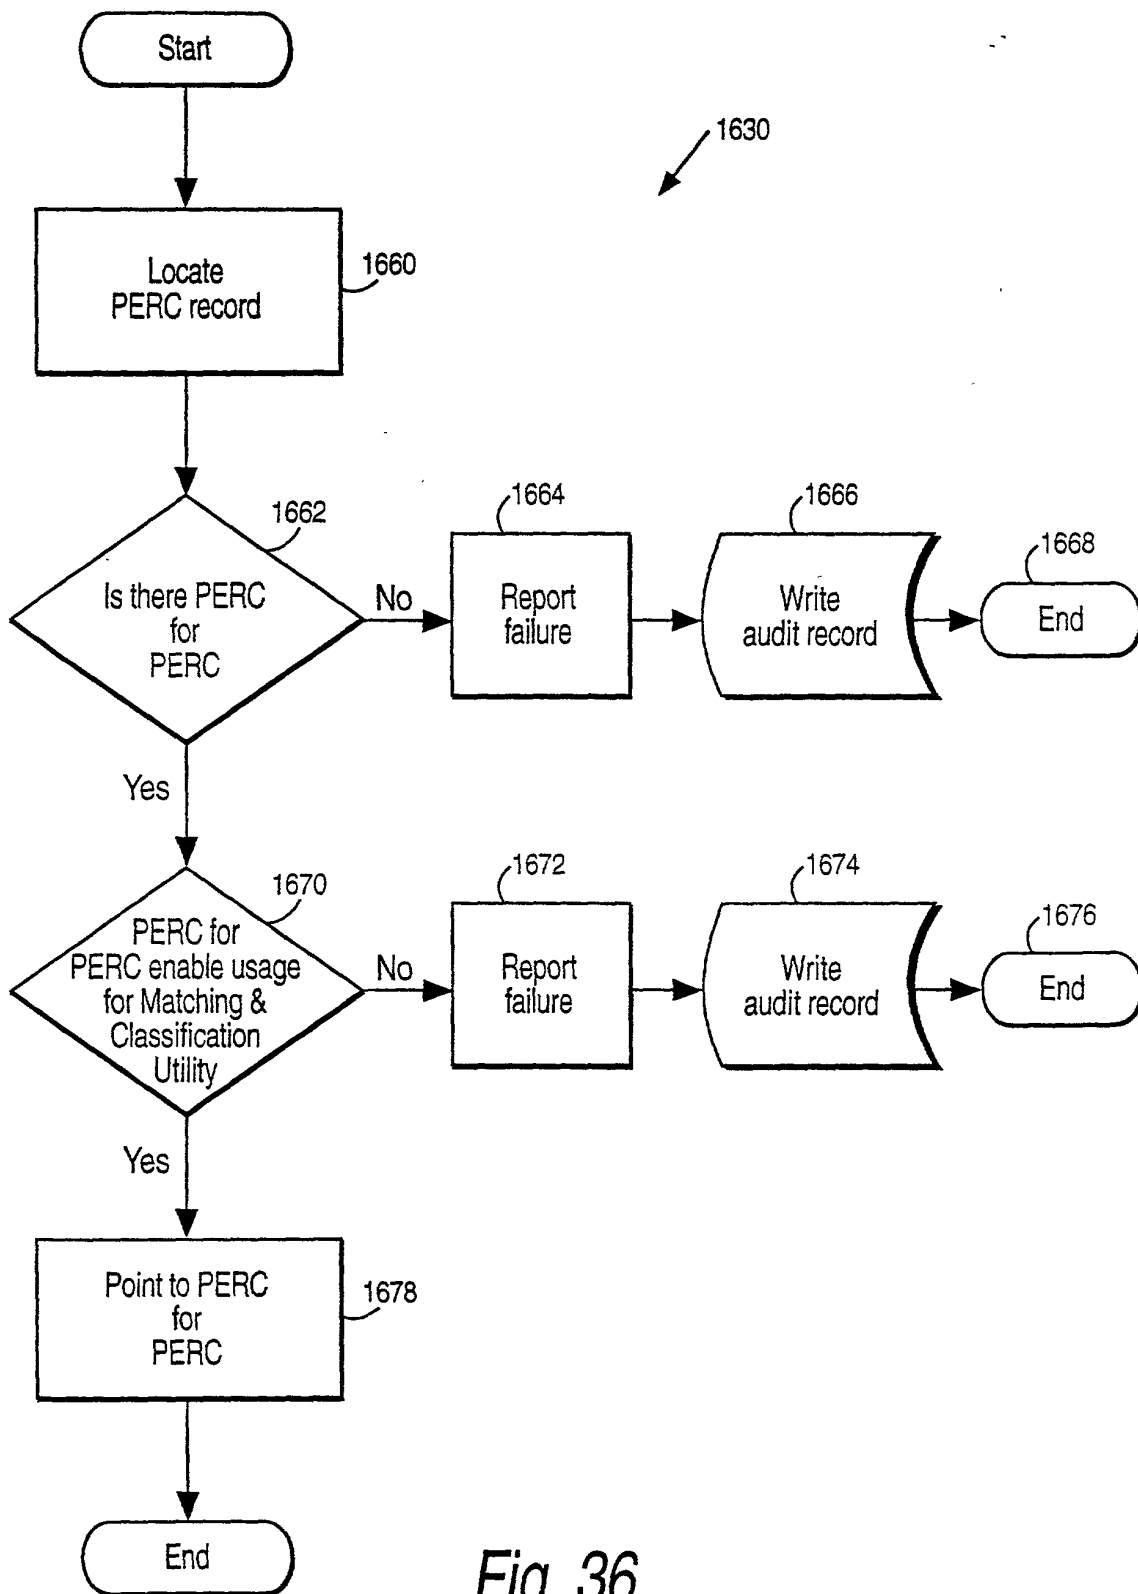 Start
1630
Locate
PERC record
1660
1662
Is there PERC
for
PERC
No
1664
Report
failure
1666
Write
audit record
1668
End
Yes
1670
PERC for
PERC enable usage
for Matching &
Classification
Utility
No
1672
Report
failure
1674
Write
audit record
1676
End
Yes
Point to PERC
for
PERC
1678
End
Fig. 36